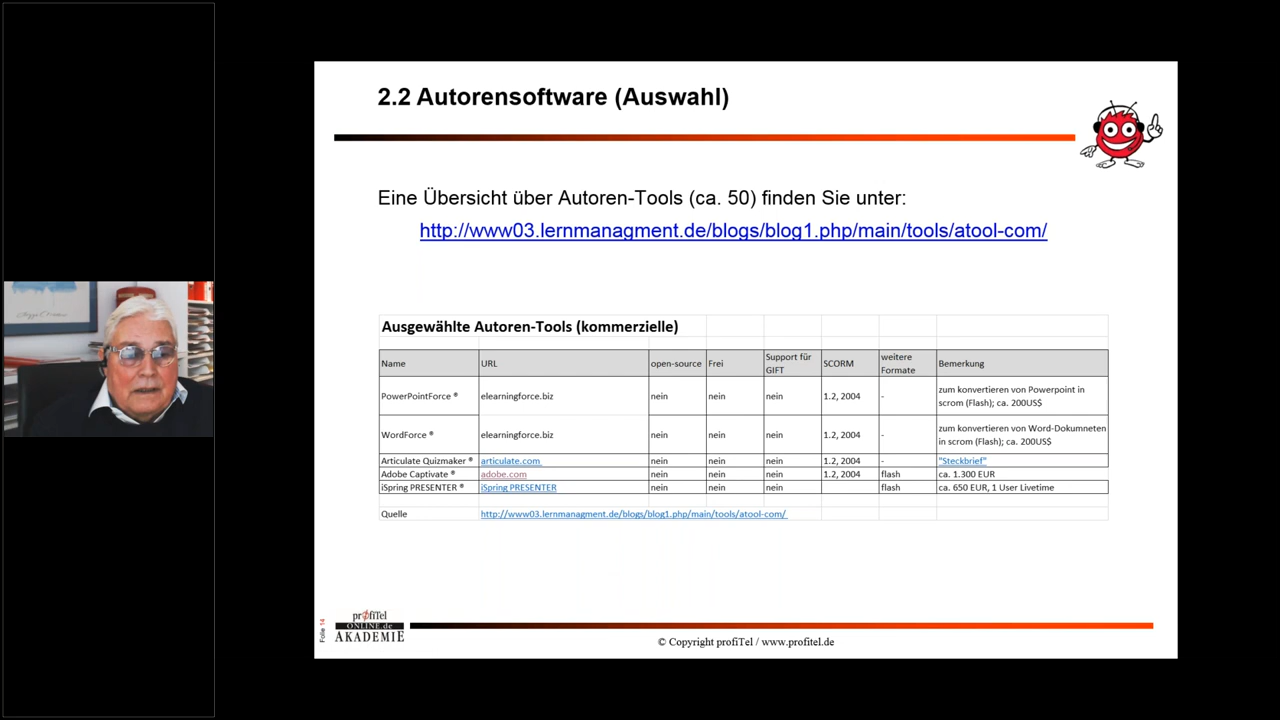 2.2 Autorensoftware (Auswahl)
Eine Übersicht über Autoren-Tools (ca. 50) finden Sie unter:
http://www03.lernmanagment.de/blogs/blog1.php/main/tools/atool-com/
Ausgewählte Autoren-Tools (kommerzielle)
Name URL open-source Frei Support für GIFT SCORM weitere Formate Bemerkung
PowerPointForce ® elearningforce.biz nein nein nein 1.2, 2004 - zum konvertieren von Powerpoint in
scrom (Flash); ca. 200US$
WordForce ® elearningforce.biz nein nein nein 1.2, 2004 - zum konvertieren von Word-Dokumneten
in scrom (Flash); ca. 200US$
Articulate Quizmaker ® articulate.com nein nein nein 1.2, 2004 - "Steckbrief"
Adobe Captivate ® adobe.com nein nein nein 1.2, 2004 flash ca. 1.300 EUR
iSpring PRESENTER ® iSpring PRESENTER nein nein nein flash ca. 650 EUR, 1 User Livetime
Quelle http://www03.lernmanagment.de/blogs/blog1.php/main/tools/atool-com/
Folie 14
profiTel
ONLINE.de
AKADEMIE
© Copyright profiTel / www.profitel.de